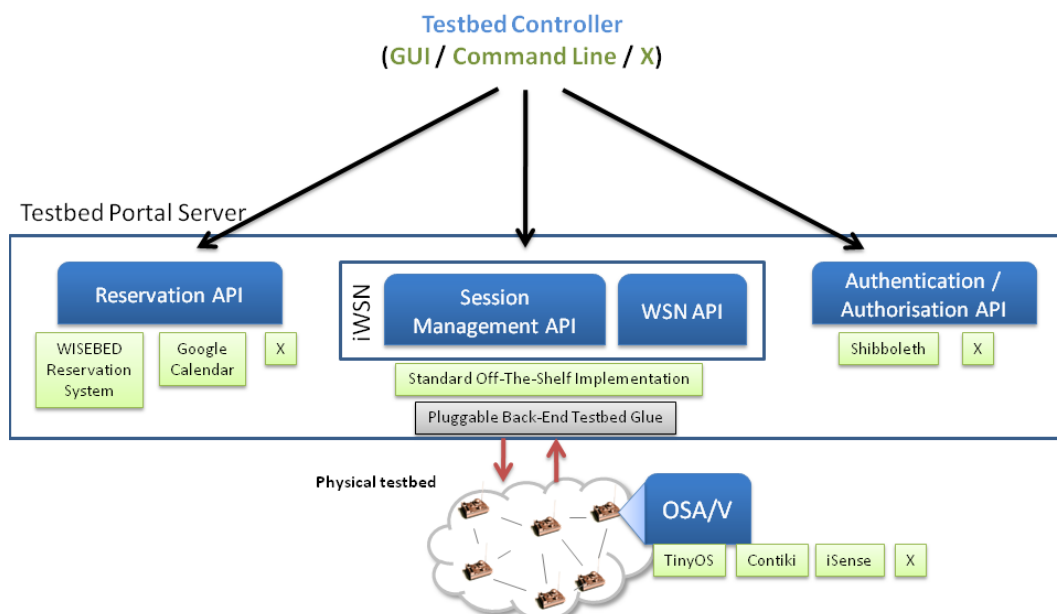 Testbed Controller
(GUI / Command Line / X)
Testbed Portal Server
Reservation API
WISEBED
Reservation
System
Google
Calendar
X
iWSN
Session
Management API
WSN API
Standard Off-The-Shelf Implementation
Pluggable Back-End Testbed Glue
Authentication /
Authorisation API
Shibboleth
X
Physical testbed
OSA/V
TinyOS
Contiki
iSense
X